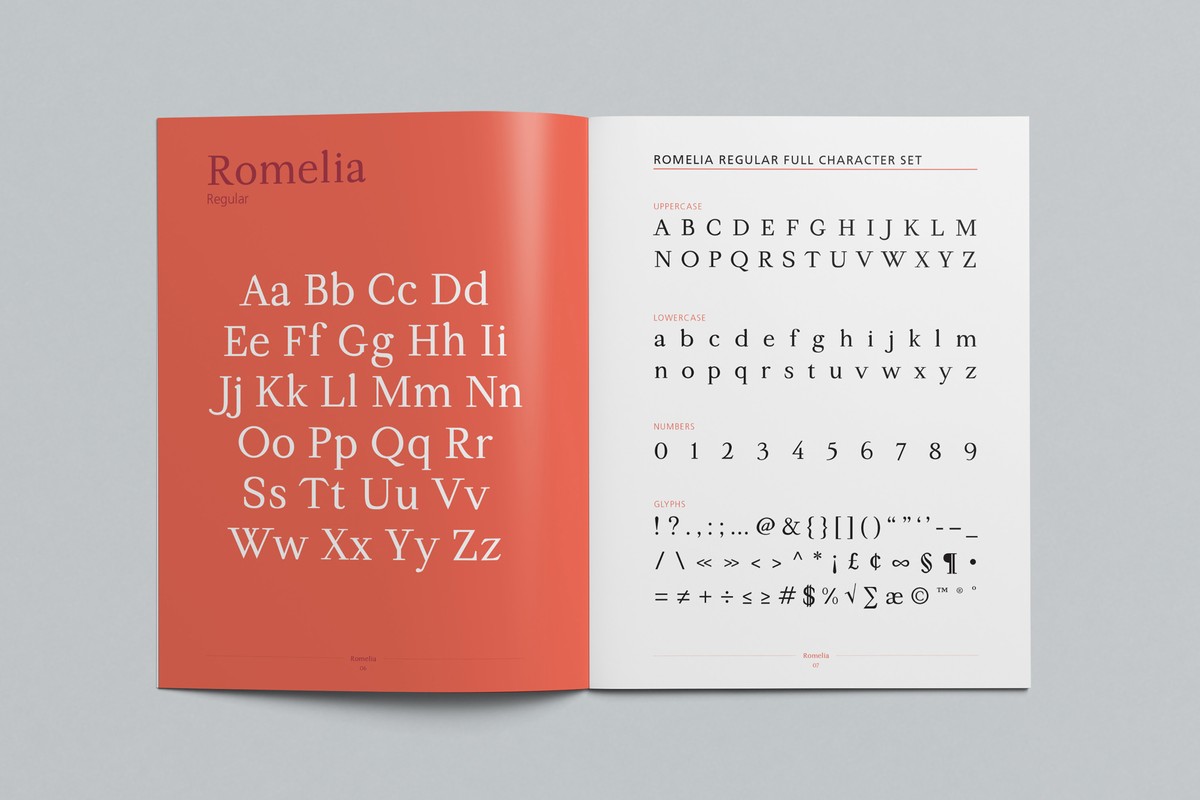 Romelia
Regular
Aa Bb Cc Dd
Ee Ff Gg Hh Ii
Jj Kk Ll Mm Nn
Oo Pp Qq Rr
Ss Tt Uu Vv
Ww Xx Yy Zz
Romelia
06
ROMELIA REGULAR FULL CHARACTER SET
UPPERCASE
A B C D E F G H I J K L M
N O P Q R S T U V W X Y Z
LOWERCASE
a b c d e f g h i j k l m
n o p q r s t u v w x y z
NUMBERS
0 1 2 3 4 5 6 7 8 9
GLYPHS
! ? . , : ; … @ & { } [ ] ( ) “ ” ‘ ’ - – _
/ \ « » < > ^ * ¡ £ ¢ ∞ § ¶ •
= ≠ + ÷ ≤ ≥ # $ % √ ∑ æ © ™ ® °
Romelia
07